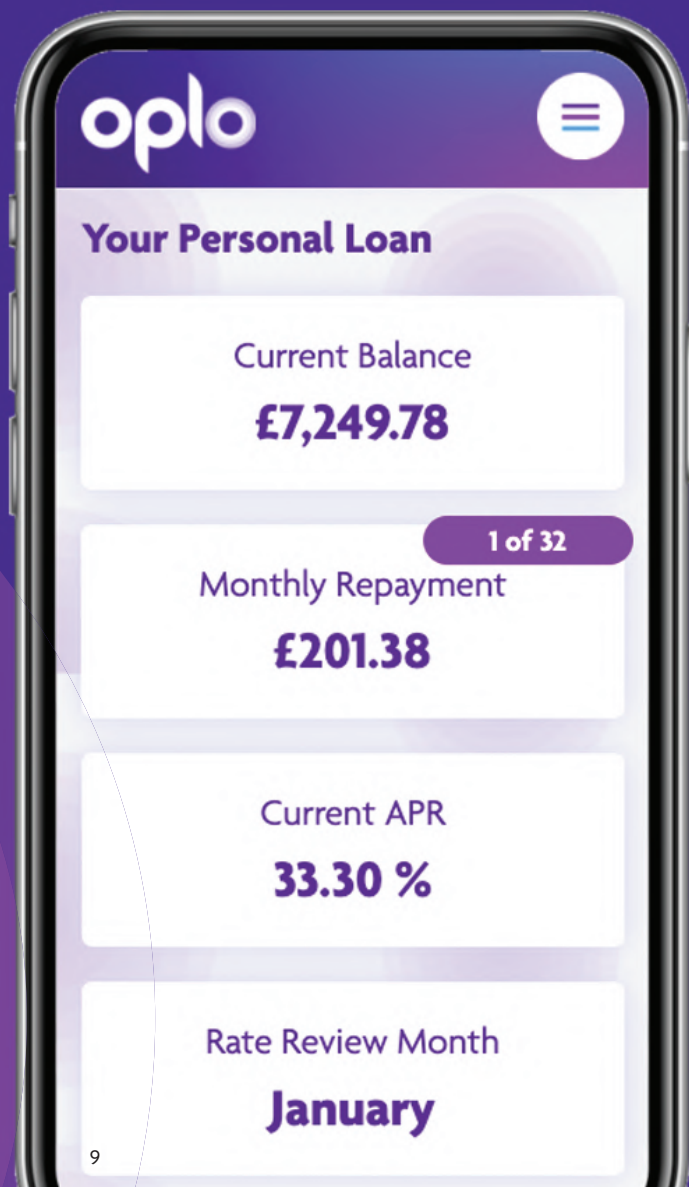 oplo
Your Personal Loan
Current Balance
£7,249.78
1 of 32
Monthly Repayment
£201.38
Current APR
33.30 %
Rate Review Month
January
9